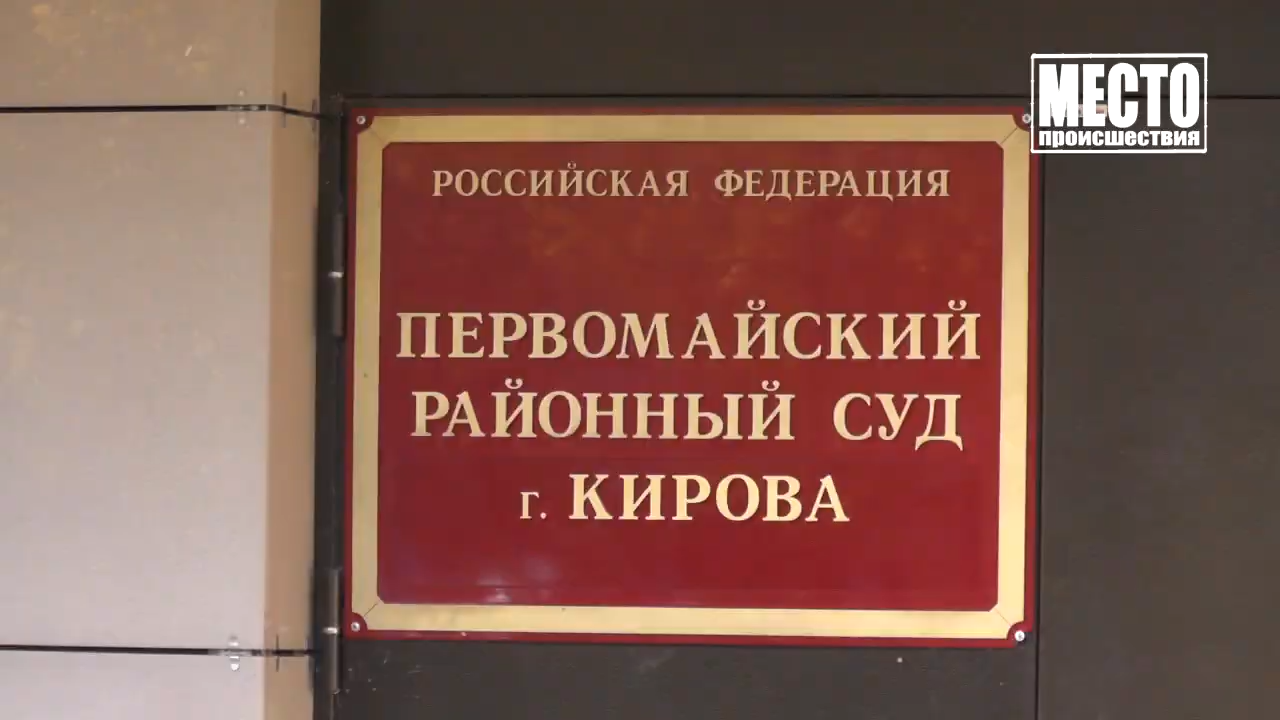 МЕСТО
ПРОИСШЕСТВИЯ
РОССИЙСКАЯ ФЕДЕРАЦИЯ
ПЕРВОМАЙСКИЙ
РАЙОННЫЙ СУД
г. КИРОВА